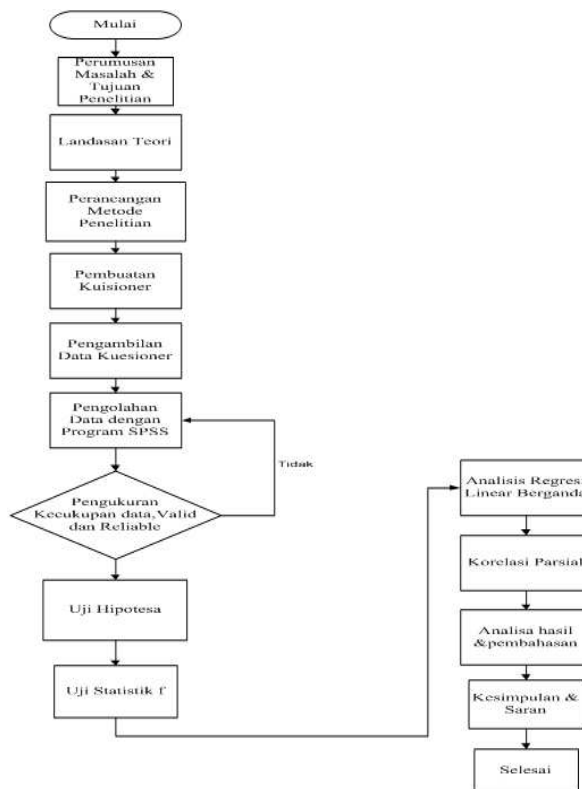 Mulai
Perumusan
Masalah &
Tujuan
Penelitian
Landasan Teori
Perancangan
Metode
Penelitian
Pembuatan
Kuisioner
Pengambilan
Data Kuesioner
Pengolahan
Data dengan
Program SPSS
Tidak
Pengukuran
Kecukupan data,Valid
dan Reliable
Uji Hipotesa
Uji Statistik f
Analisis Regresi
Linear Berganda
Korelasi Parsial
Analisa hasil
&pembahasan
Kesimpulan &
Saran
Selesai